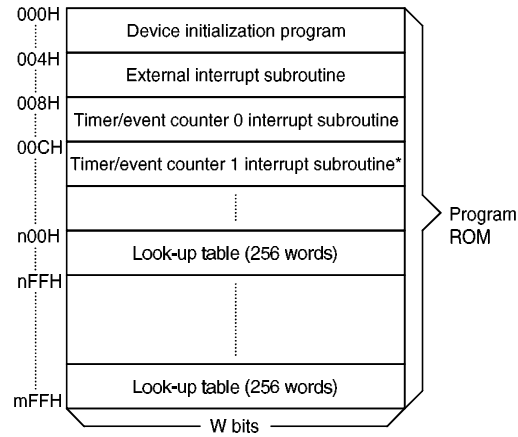 000H
Device initialization program
004H
External interrupt subroutine
008H
Timer/event counter 0 interrupt subroutine
00CH
Timer/event counter 1 interrupt subroutine*
n00H
Look-up table (256 words)
nFFH
Look-up table (256 words)
mFFH
W bits
Program
ROM